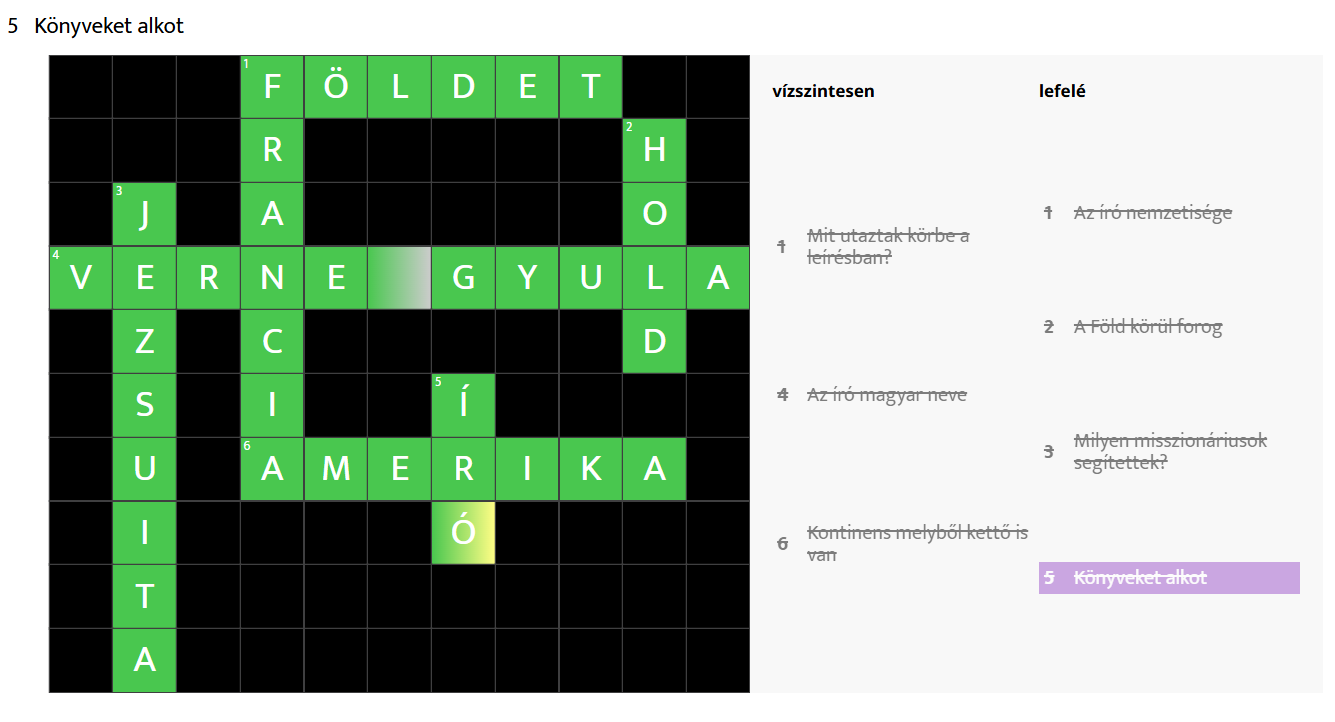 5 Könyveket alkot
1 F Ö L D E T
R 2 H
3 J A O
4 V E R N E G Y U L A
Z C D
S I 5 Í
U 6 A M E R I K A
I Ó
T
A
vízszintesen
1 Mit utaztak körbe a
leírésban?
4 Az író magyar neve
6 Kontinens melyből kettő is
van
lefelé
1 Az író nemzetisége
2 A Föld körül forog
3 Milyen misszionáriusok
segítettek?
5 Könyveket alkot